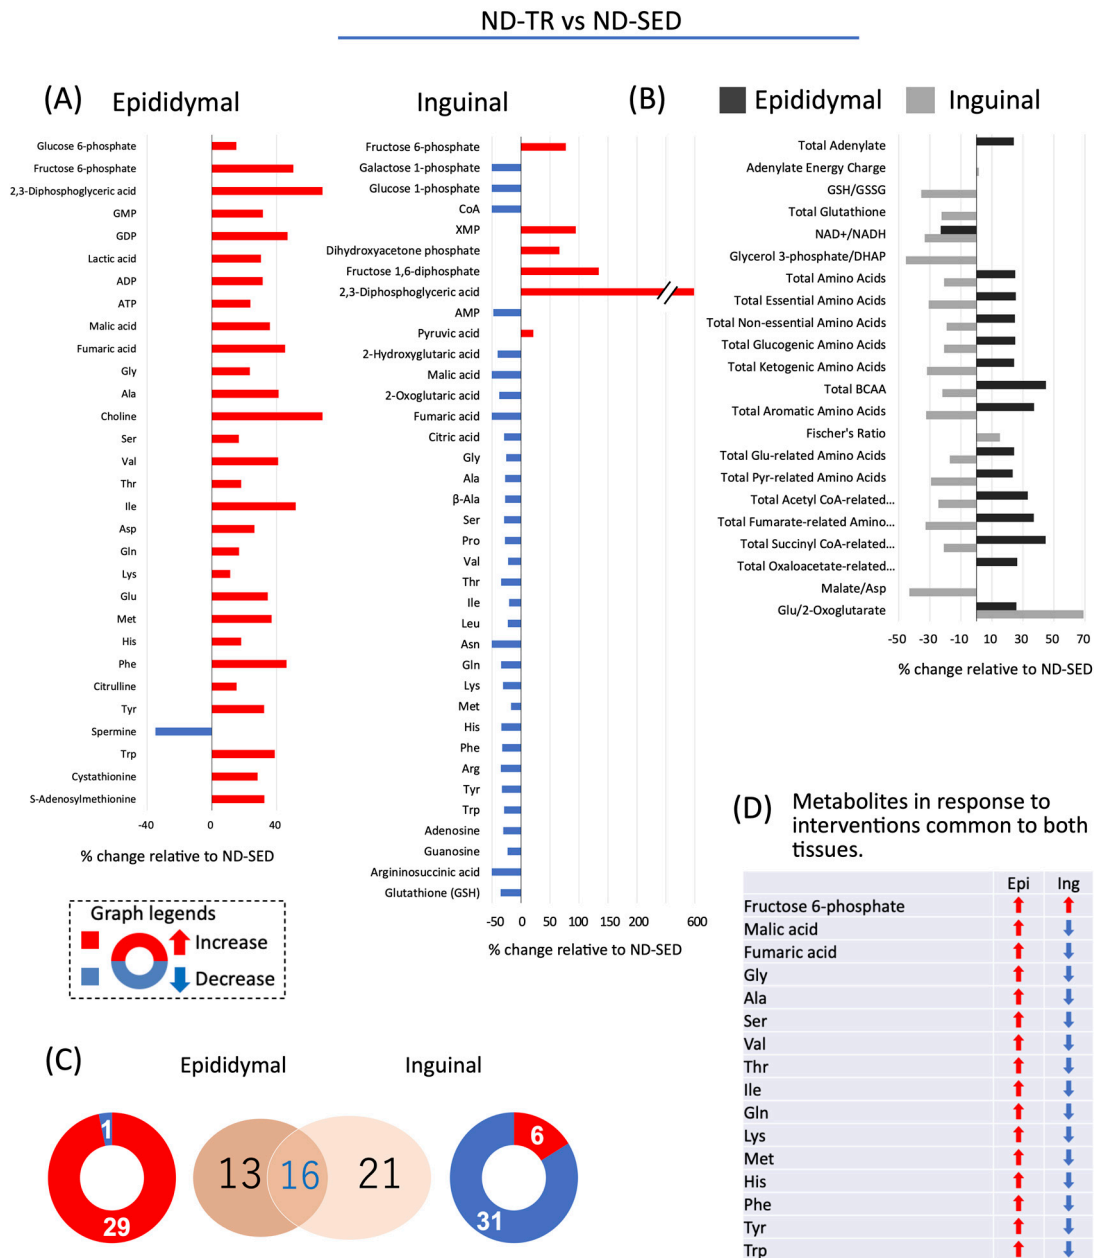 ND-TR vs ND-SED
(A)
Epididymal
Glucose 6-phosphate
Fructose 6-phosphate
2,3-Diphosphoglyceric acid
GMP
GDP
Lactic acid
ADP
ATP
Malic acid
Fumaric acid
Gly
Ala
Choline
Ser
Val
Thr
Ile
Asp
Gln
Lys
Glu
Met
His
Phe
Citrulline
Tyr
Spermine
Trp
Cystathionine
S-Adenosylmethionine
-40 0 40
% change relative to ND-SED
Inguinal
Fructose 6-phosphate
Galactose 1-phosphate
Glucose 1-phosphate
CoA
XMP
Dihydroxyacetone phosphate
Fructose 1,6-diphosphate
2,3-Diphosphoglyceric acid
AMP
Pyruvic acid
2-Hydroxyglutaric acid
Malic acid
2-Oxoglutaric acid
Fumaric acid
Citric acid
Gly
Ala
β-Ala
Ser
Pro
Val
Thr
Ile
Leu
Asn
Gln
Lys
Met
His
Phe
Arg
Tyr
Trp
Adenosine
Guanosine
Argininosuccinic acid
Glutathione (GSH)
-50 0 50 100 150 200 600
% change relative to ND-SED
Graph legends
Increase
Decrease
(B)
Epididymal Inguinal
Total Adenylate
Adenylate Energy Charge
GSH/GSSG
Total Glutathione
NAD+/NADH
Glycerol 3-phosphate/DHAP
Total Amino Acids
Total Essential Amino Acids
Total Non-essential Amino Acids
Total Glucogenic Amino Acids
Total Ketogenic Amino Acids
Total BCAA
Total Aromatic Amino Acids
Fischer's Ratio
Total Glu-related Amino Acids
Total Pyr-related Amino Acids
Total Acetyl CoA-related...
Total Fumarate-related Amino...
Total Succinyl CoA-related...
Total Oxaloacetate-related...
Malate/Asp
Glu/2-Oxoglutarate
-50 -30 -10 10 30 50 70
% change relative to ND-SED
(C)
Epididymal Inguinal
1
29
13 16 21
6
31
(D)
Metabolites in response to
interventions common to both
tissues.
Epi Ing
Fructose 6-phosphate
Malic acid
Fumaric acid
Gly
Ala
Ser
Val
Thr
Ile
Gln
Lys
Met
His
Phe
Tyr
Trp